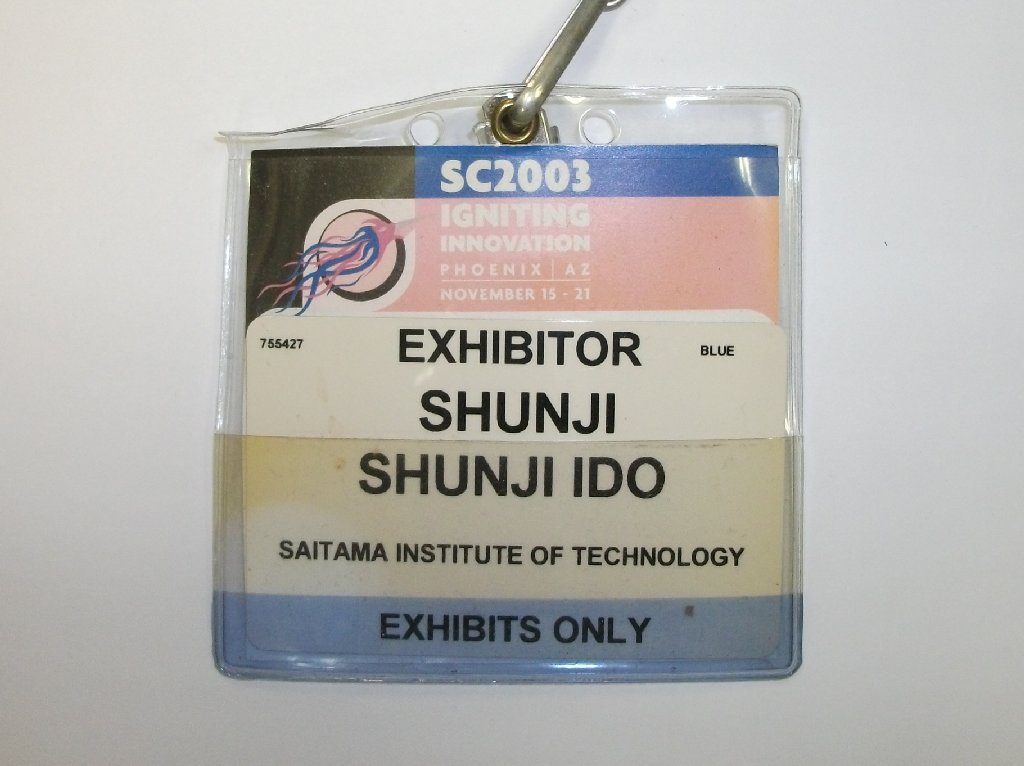 SC2003
IGNITING
INNOVATION
PHOENIX | AZ
NOVEMBER 15 - 21
755427
EXHIBITOR
BLUE
SHUNJI
SHUNJI IDO
SAITAMA INSTITUTE OF TECHNOLOGY
EXHIBITS ONLY